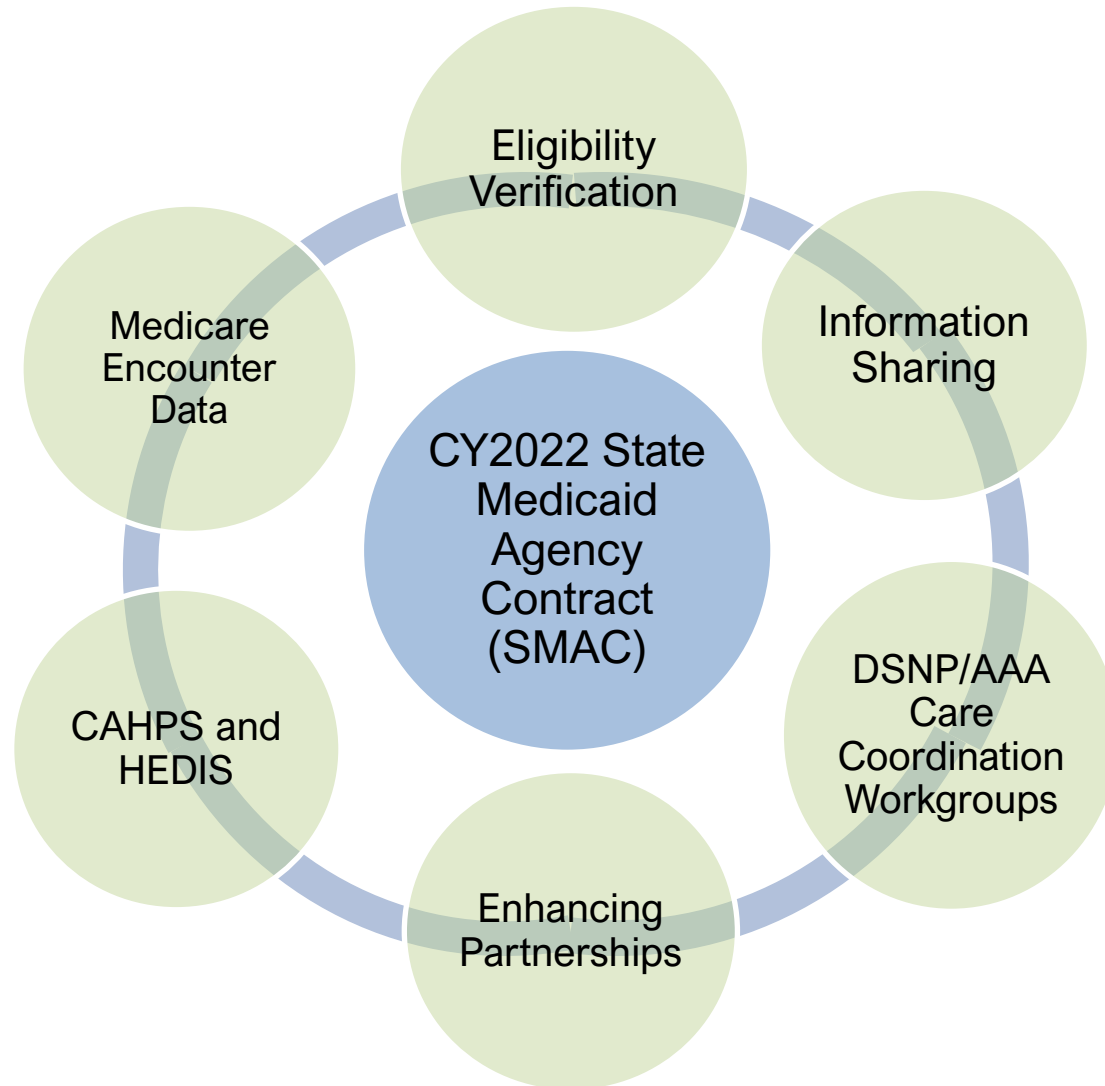 Eligibility
Verification
Information
Sharing
DSNP/AAA
Care
Coordination
Workgroups
Enhancing
Partnerships
CAHPS and
HEDIS
Medicare
Encounter
Data
CY2022 State
Medicaid
Agency
Contract
(SMAC)